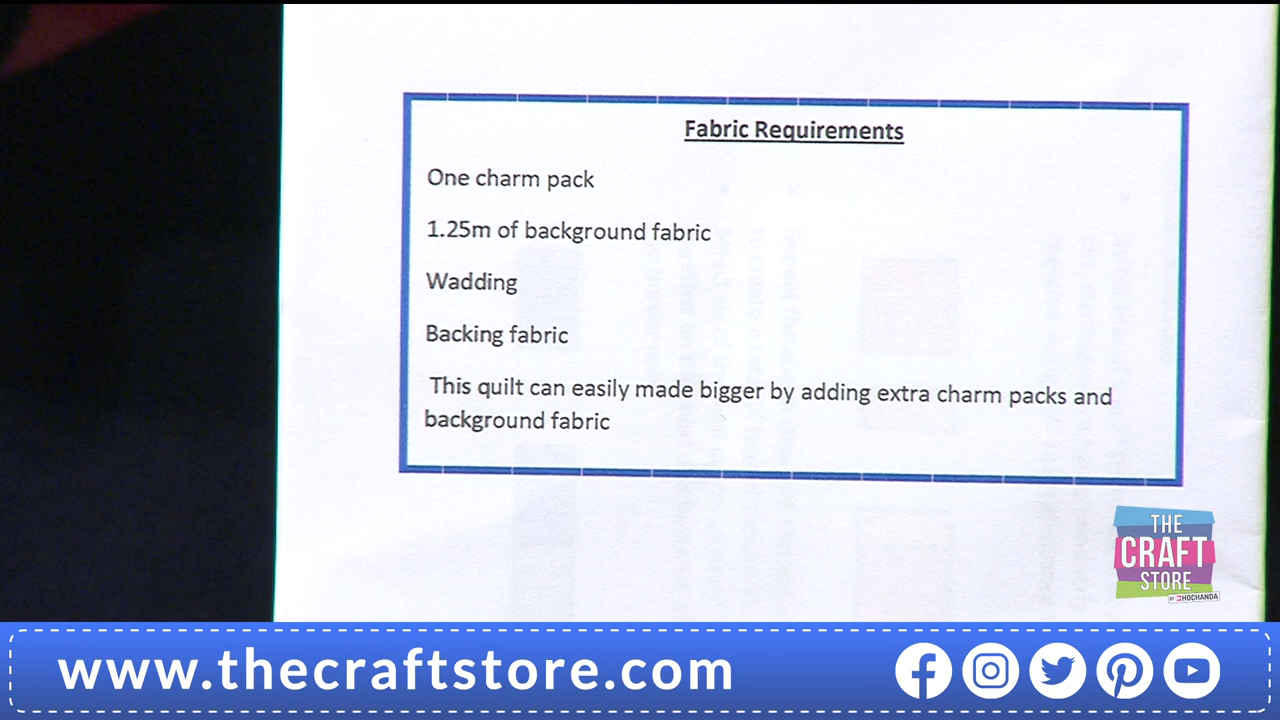 Fabric Requirements
One charm pack
1.25m of background fabric
Wadding
Backing fabric
This quilt can easily made bigger by adding extra charm packs and
background fabric
THE
CRAFT
STORE
BY HOCHANDA
www.thecraftstore.com